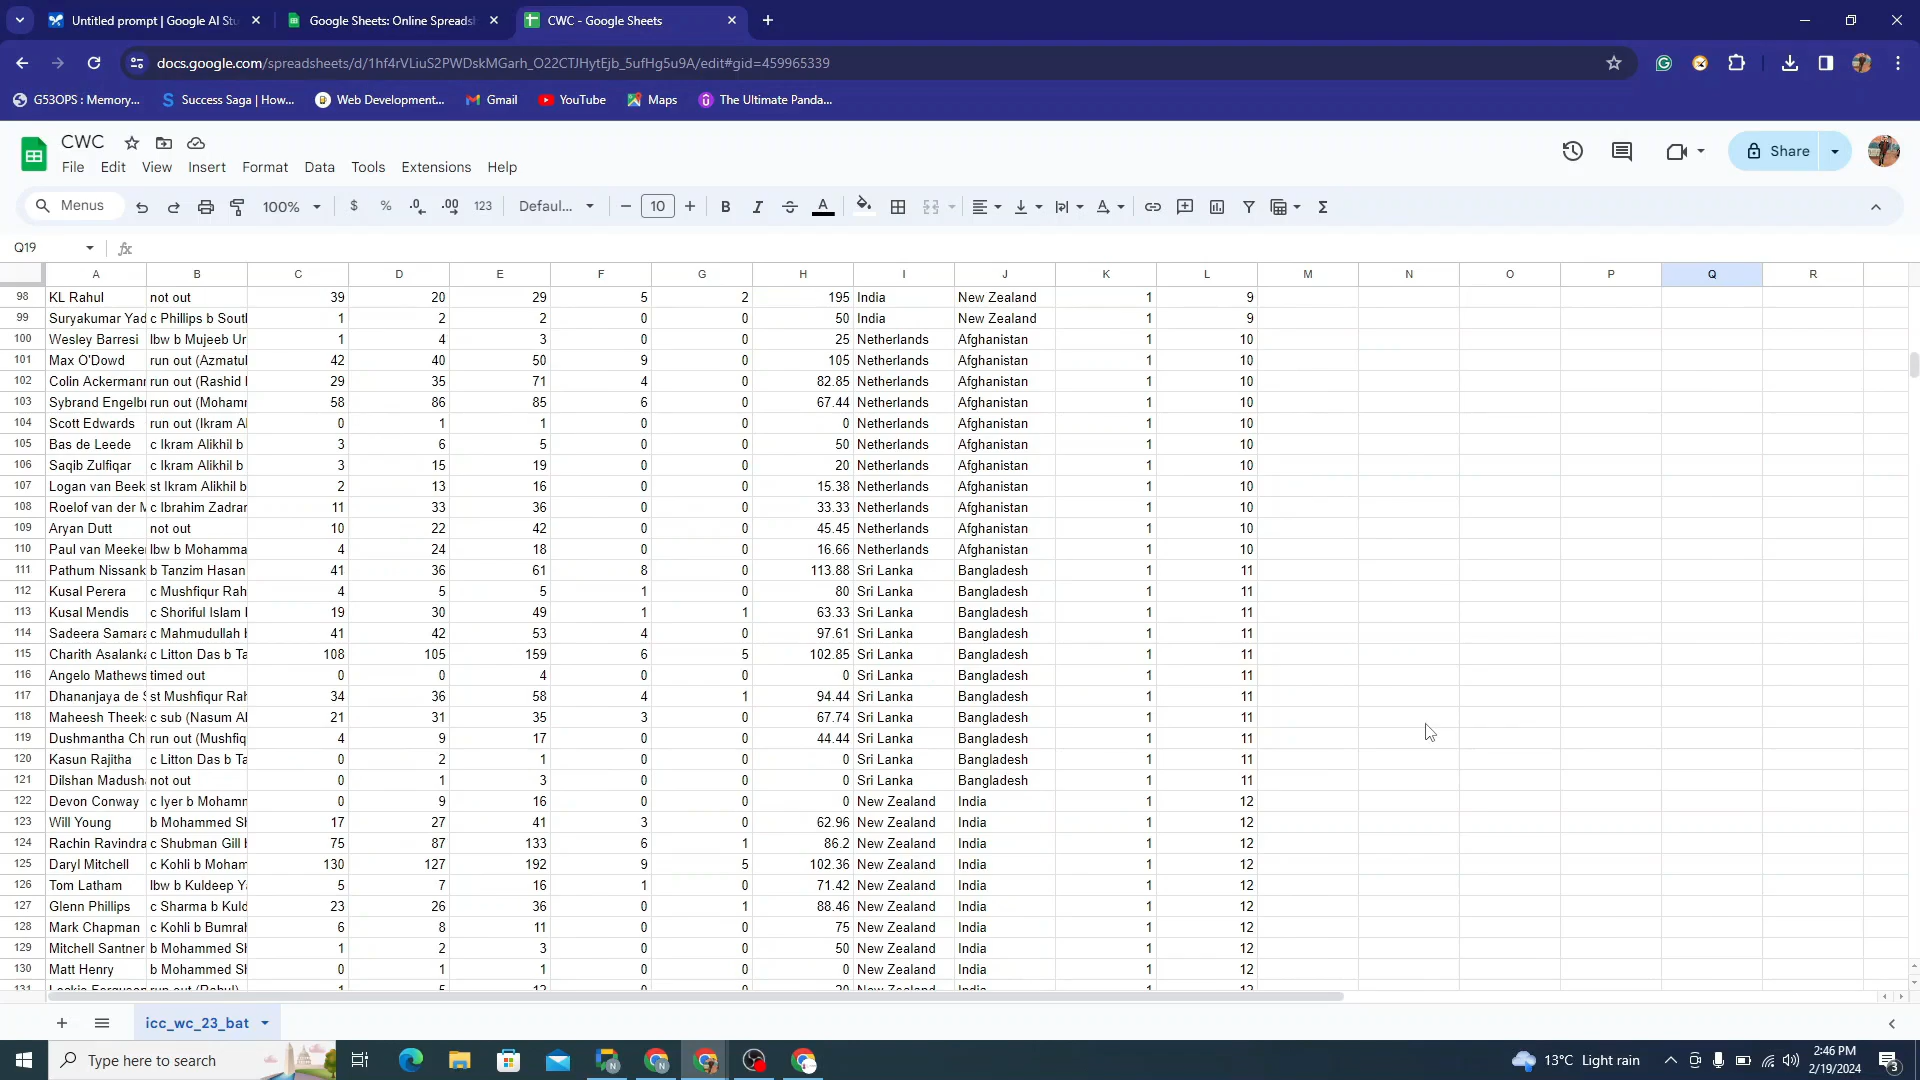 Untitled prompt | Google AI Stu
Google Sheets: Online Spreads
CWC - Google Sheets
docs.google.com/spreadsheets/d/1hf4rVLiuS2PWDskMGarh_O22CTJHytEjb_5ufHg5u9A/edit#gid=459965339
G53OPS : Memory... Success Saga | How... Web Development... Gmail YouTube Maps The Ultimate Panda...
CWC
File Edit View Insert Format Data Tools Extensions Help
Share
Menus 100% $ % .0 .00 123 Defaul... 10 B I A
Q19
A B C D E F G H I J K L M N O P Q R
98 KL Rahul not out 39 20 29 5 2 195 India New Zealand 1 9
99 Suryakumar Yad c Phillips b Sout 1 2 2 0 0 50 India New Zealand 1 9
100 Wesley Barresi lbw b Mujeeb Ur 1 4 3 0 0 25 Netherlands Afghanistan 1 10
101 Max O'Dowd run out (Azmatul 42 40 50 9 0 105 Netherlands Afghanistan 1 10
102 Colin Ackermann run out (Rashid 29 35 71 4 0 82.85 Netherlands Afghanistan 1 10
103 Sybrand Engelb run out (Moham 58 86 85 6 0 67.44 Netherlands Afghanistan 1 10
104 Scott Edwards run out (Ikram Al 0 1 1 0 0 0 Netherlands Afghanistan 1 10
105 Bas de Leede c Ikram Alikhil b 3 6 5 0 0 50 Netherlands Afghanistan 1 10
106 Saqib Zulfiqar c Ikram Alikhil b 3 15 19 0 0 20 Netherlands Afghanistan 1 10
107 Logan van Beek st Ikram Alikhil b 2 13 16 0 0 15.38 Netherlands Afghanistan 1 10
108 Roelof van der M c Ibrahim Zadrar 11 33 36 0 0 33.33 Netherlands Afghanistan 1 10
109 Aryan Dutt not out 10 22 42 0 0 45.45 Netherlands Afghanistan 1 10
110 Paul van Meeke lbw b Mohamma 4 24 18 0 0 16.66 Netherlands Afghanistan 1 10
111 Pathum Nissank b Tanzim Hasan 41 36 61 8 0 113.88 Sri Lanka Bangladesh 1 11
112 Kusal Perera c Mushfiqur Rah 4 5 5 1 0 80 Sri Lanka Bangladesh 1 11
113 Kusal Mendis c Shoriful Islam 19 30 49 1 1 63.33 Sri Lanka Bangladesh 1 11
114 Sadeera Samara c Mahmudullah b 41 42 53 4 0 97.61 Sri Lanka Bangladesh 1 11
115 Charith Asalanka c Litton Das b Ta 108 105 159 6 5 102.85 Sri Lanka Bangladesh 1 11
116 Angelo Mathews timed out 0 0 4 0 0 0 Sri Lanka Bangladesh 1 11
117 Dhananjaya de S st Mushfiqur Rah 34 36 58 4 1 94.44 Sri Lanka Bangladesh 1 11
118 Maheesh Theek c sub (Nasum Al 21 31 35 3 0 67.74 Sri Lanka Bangladesh 1 11
119 Dushmantha Ch run out (Mushfiq 4 9 17 0 0 44.44 Sri Lanka Bangladesh 1 11
120 Kasun Rajitha c Litton Das b Ta 0 2 1 0 0 0 Sri Lanka Bangladesh 1 11
121 Dilshan Madush not out 0 1 3 0 0 0 Sri Lanka Bangladesh 1 11
122 Devon Conway c Iyer b Mohamm 0 9 16 0 0 0 New Zealand India 1 12
123 Will Young b Mohammed Sh 17 27 41 3 0 62.96 New Zealand India 1 12
124 Rachin Ravindra c Shubman Gill b 75 87 133 6 1 86.2 New Zealand India 1 12
125 Daryl Mitchell c Kohli b Moham 130 127 192 9 5 102.36 New Zealand India 1 12
126 Tom Latham lbw b Kuldeep Ya 5 7 16 1 0 71.42 New Zealand India 1 12
127 Glenn Phillips c Sharma b Kuld 23 26 36 0 1 88.46 New Zealand India 1 12
128 Mark Chapman c Kohli b Bumrah 6 8 11 0 0 75 New Zealand India 1 12
129 Mitchell Santner b Mohammed Sh 1 2 3 0 0 50 New Zealand India 1 12
130 Matt Henry b Mohammed Sh 0 1 1 0 0 0 New Zealand India 1 12
131 Lockie Ferguson run out (Rahul) 1 5 12 0 0 20 New Zealand India 1 12
icc_wc_23_bat
Type here to search
13°C Light rain
2:46 PM
2/19/2024
3